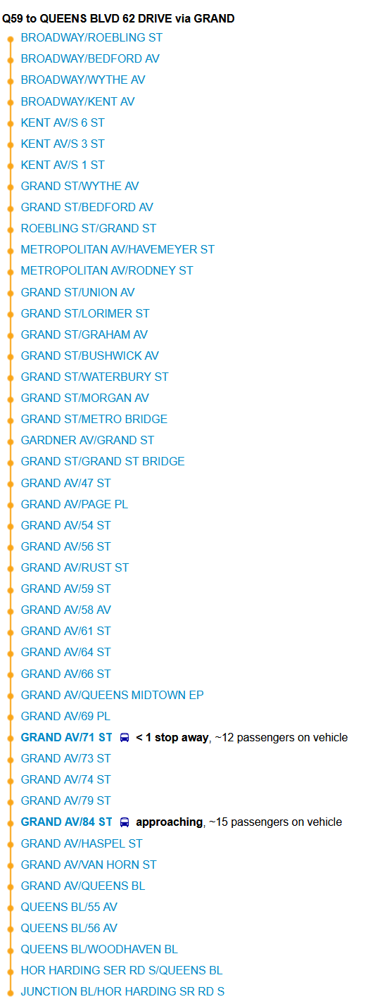 Q59 to QUEENS BLVD 62 DRIVE via GRAND
BROADWAY/ROEBLING ST
BROADWAY/BEDFORD AV
BROADWAY/WYTHE AV
BROADWAY/KENT AV
KENT AV/S 6 ST
KENT AV/S 3 ST
KENT AV/S 1 ST
GRAND ST/WYTHE AV
GRAND ST/BEDFORD AV
ROEBLING ST/GRAND ST
METROPOLITAN AV/HAVEMEYER ST
METROPOLITAN AV/RODNEY ST
GRAND ST/UNION AV
GRAND ST/LORIMER ST
GRAND ST/GRAHAM AV
GRAND ST/BUSHWICK AV
GRAND ST/WATERBURY ST
GRAND ST/MORGAN AV
GRAND ST/METRO BRIDGE
GARDNER AV/GRAND ST
GRAND ST/GRAND ST BRIDGE
GRAND AV/47 ST
GRAND AV/PAGE PL
GRAND AV/54 ST
GRAND AV/56 ST
GRAND AV/RUST ST
GRAND AV/59 ST
GRAND AV/58 AV
GRAND AV/61 ST
GRAND AV/64 ST
GRAND AV/66 ST
GRAND AV/QUEENS MIDTOWN EP
GRAND AV/69 PL
GRAND AV/71 ST < 1 stop away, ~12 passengers on vehicle
GRAND AV/73 ST
GRAND AV/74 ST
GRAND AV/79 ST
GRAND AV/84 ST approaching, ~15 passengers on vehicle
GRAND AV/HASPEL ST
GRAND AV/VAN HORN ST
GRAND AV/QUEENS BL
QUEENS BL/55 AV
QUEENS BL/56 AV
QUEENS BL/WOODHAVEN BL
HOR HARDING SER RD S/QUEENS BL
JUNCTION BL/HOR HARDING SR RD S